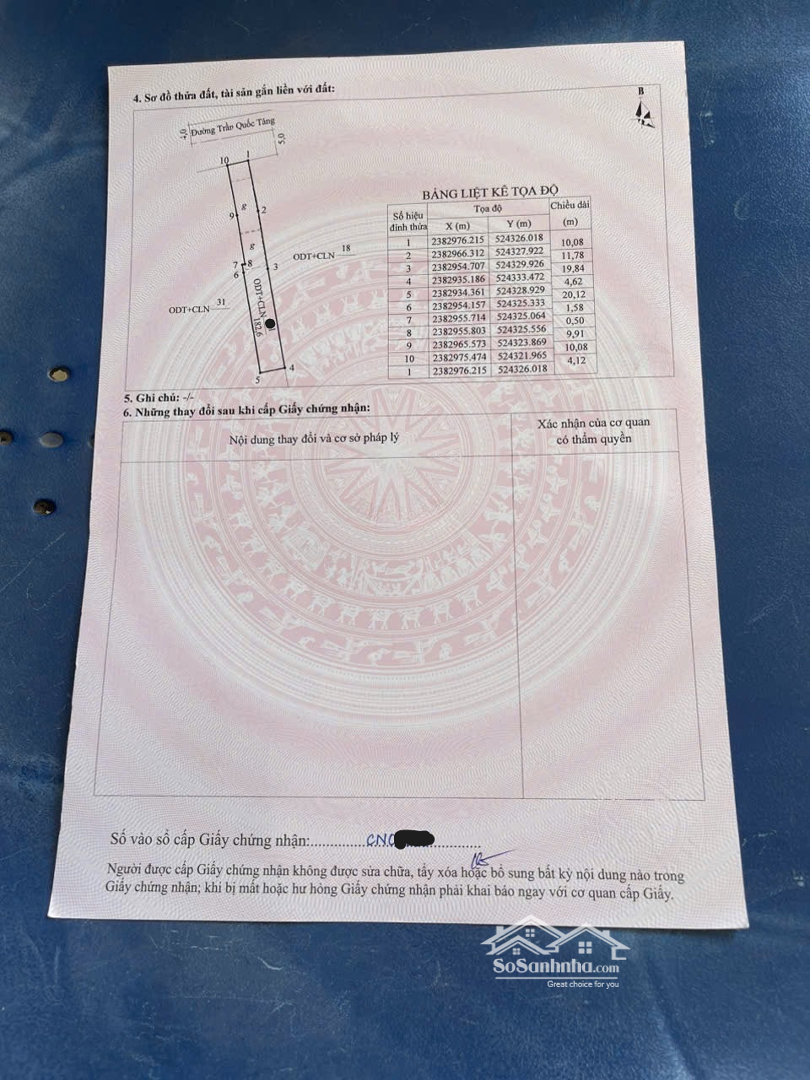 4. Sơ đồ thửa đất, tài sản gắn liền với đất:
B
Đường Trần Quốc Tảng
5,0
10
1
g
9
2
g
7
8
6
3
ODT+CLN 18
ODT+CLN 31
ODT+CLN
182,6
5
4
BẢNG LIỆT KÊ TỌA ĐỘ
Số hiệu đỉnh thửa Tọa độ Chiều dài (m)
X (m) Y (m)
1 2382976.215 524326.018
10,08
2 2382966.312 524327.922
11,78
3 2382954.707 524329.926
19,84
4 2382935.186 524333.472
4,62
5 2382934.361 524328.929
20,12
6 2382954.157 524325.333
1,58
7 2382955.714 524325.064
0,50
8 2382955.803 524325.556
9,91
9 2382965.573 524323.869
10,08
10 2382975.474 524321.965
4,12
1 2382976.215 524326.018
5. Ghi chú: -/-
6. Những thay đổi sau khi cấp Giấy chứng nhận:
Nội dung thay đổi và cơ sở pháp lý
Xác nhận của cơ quan
có thẩm quyền
Số vào sổ cấp Giấy chứng nhận:
Người được cấp Giấy chứng nhận không được sửa chữa, tẩy xóa hoặc bổ sung bất kỳ nội dung nào trong
Giấy chứng nhận; khi bị mất hoặc hư hỏng Giấy chứng nhận phải khai báo ngay với cơ quan cấp Giấy.
SoSanhnha.com
Great choice for you